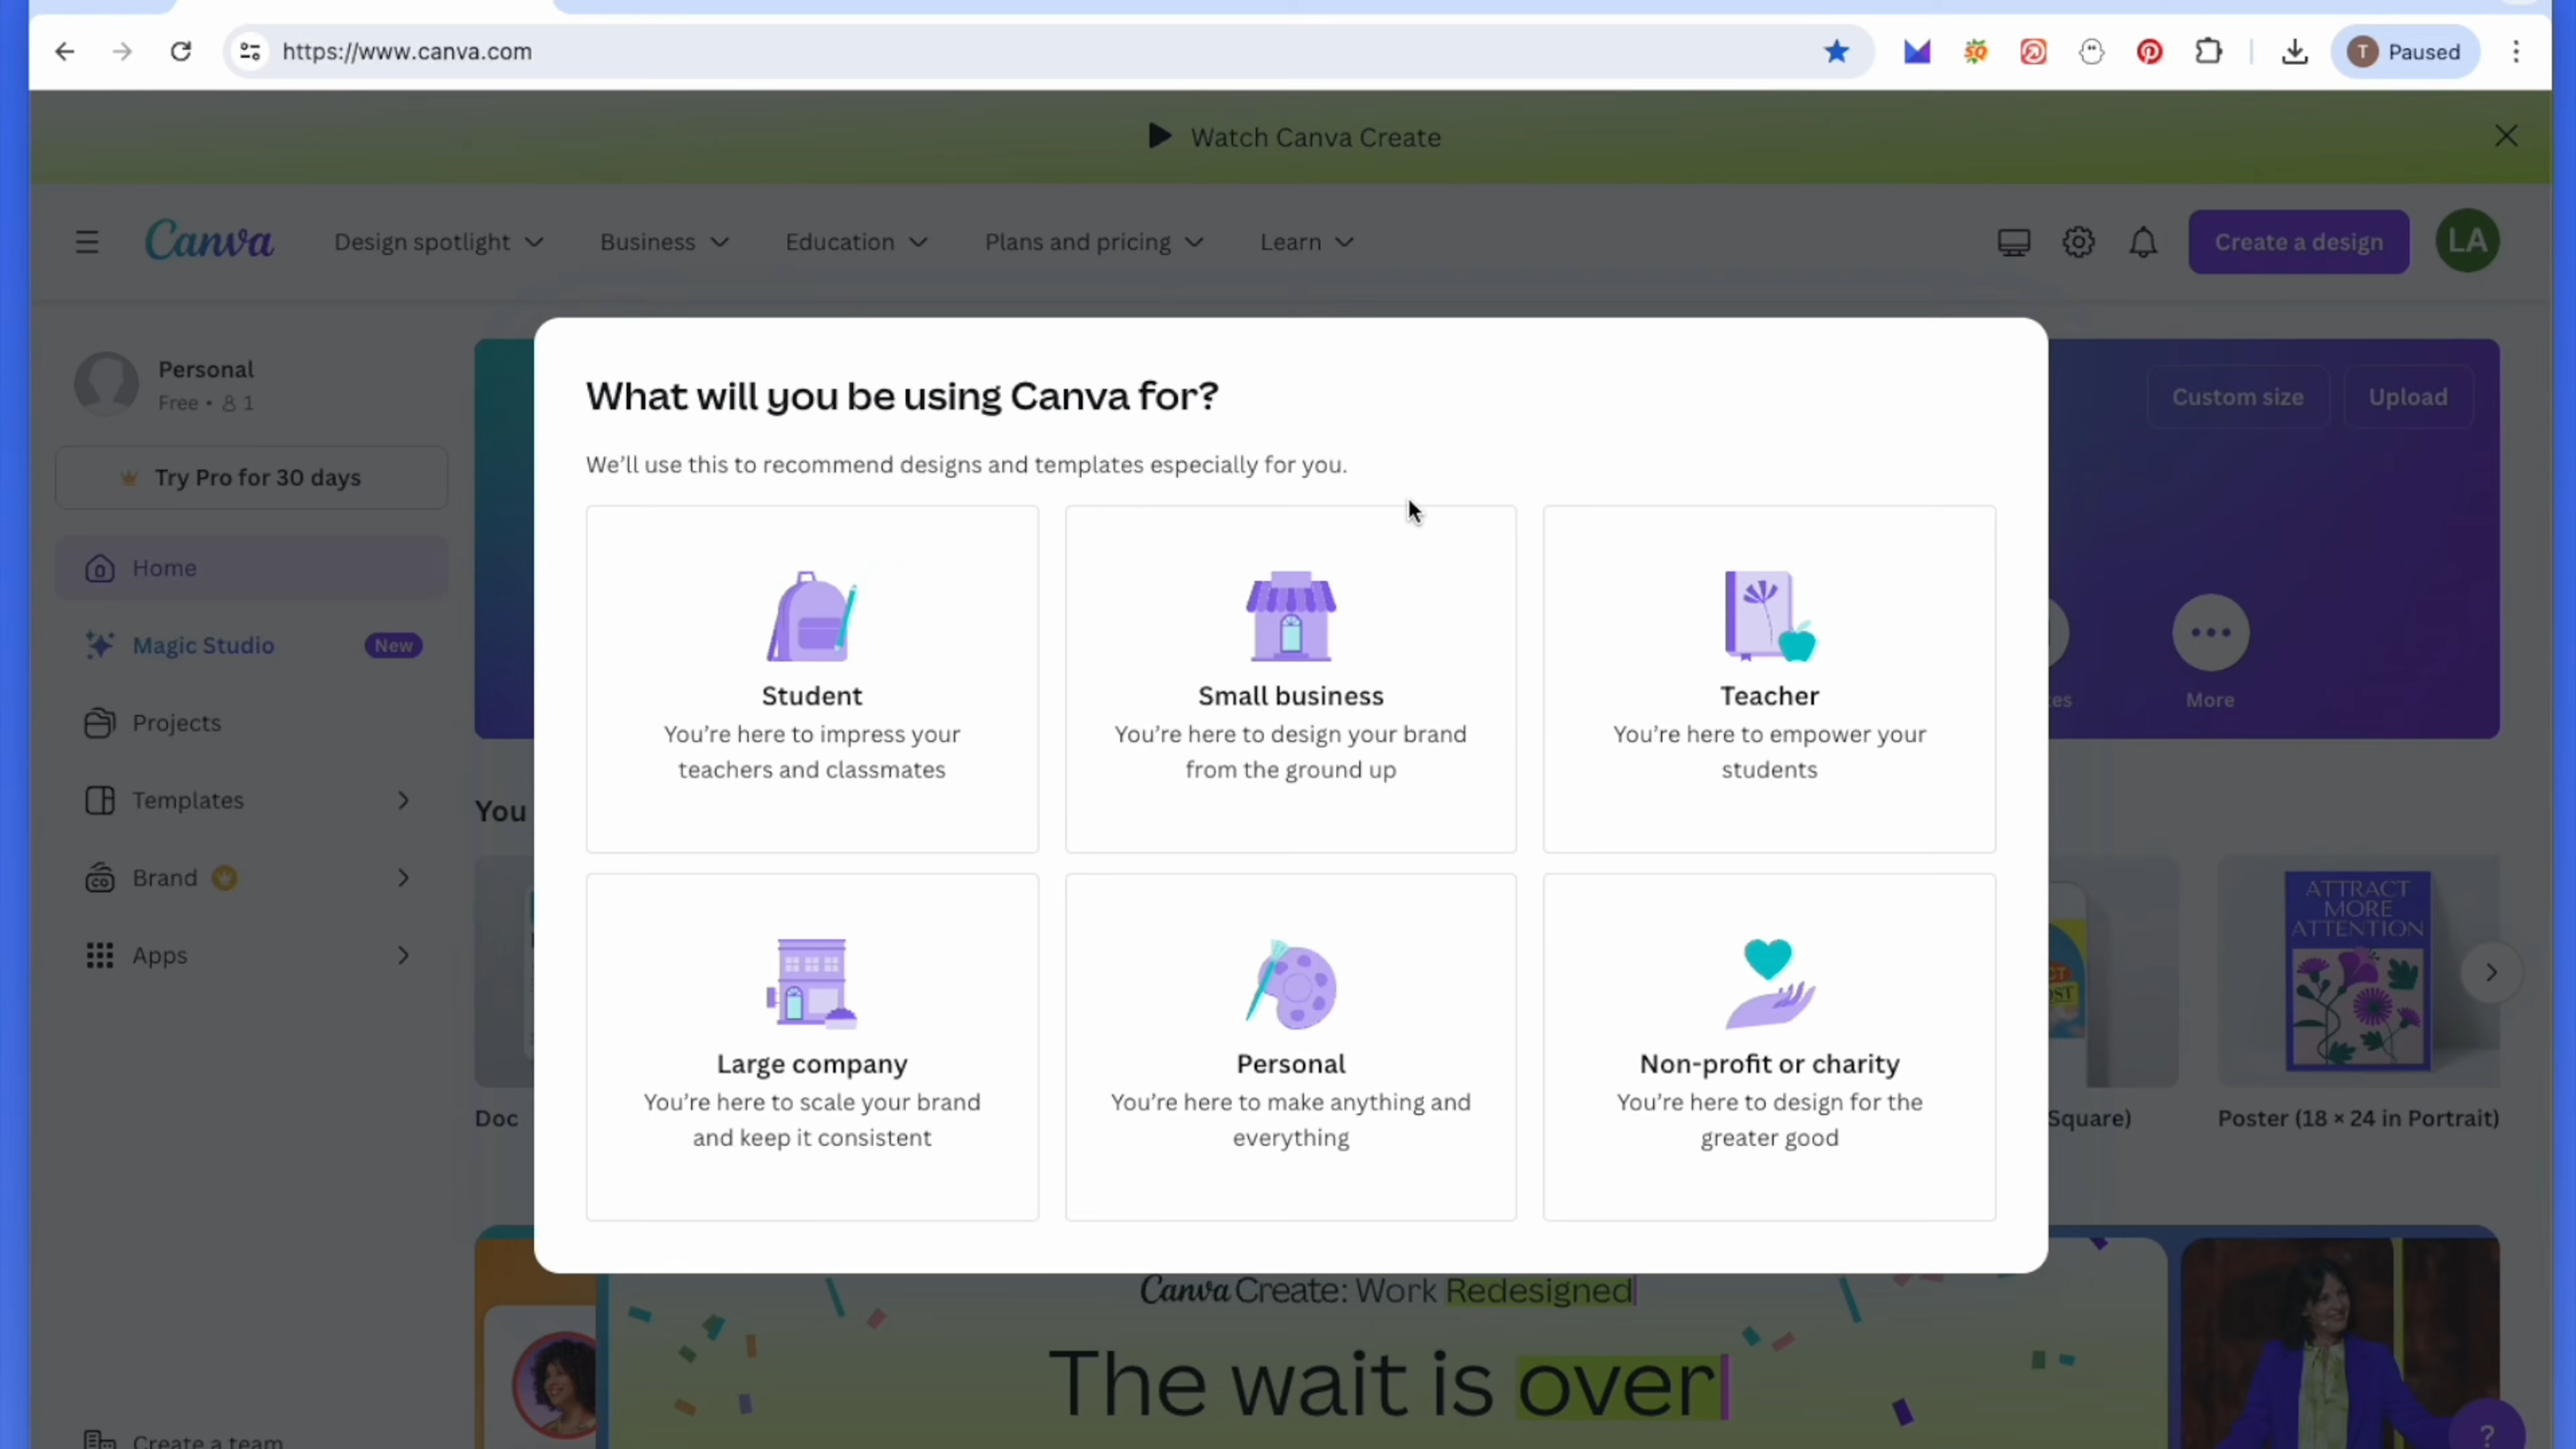 https://www.canva.com
T Paused
Watch Canva Create
Canva
Design spotlight
Business
Education
Plans and pricing
Learn
Create a design
LA
Personal
Free • 1
Try Pro for 30 days
Home
Magic Studio New
Projects
Templates
Brand
Apps
Create a team
Custom size
Upload
More
You
Doc
Square)
Poster (18 × 24 in Portrait)
ATTRACT
MORE
ATTENTION
What will you be using Canva for?
We'll use this to recommend designs and templates especially for you.
Student
You're here to impress your
teachers and classmates
Small business
You're here to design your brand
from the ground up
Teacher
You're here to empower your
students
Large company
You're here to scale your brand
and keep it consistent
Personal
You're here to make anything and
everything
Non-profit or charity
You're here to design for the
greater good
Canva Create: Work Redesigned
The wait is over
?